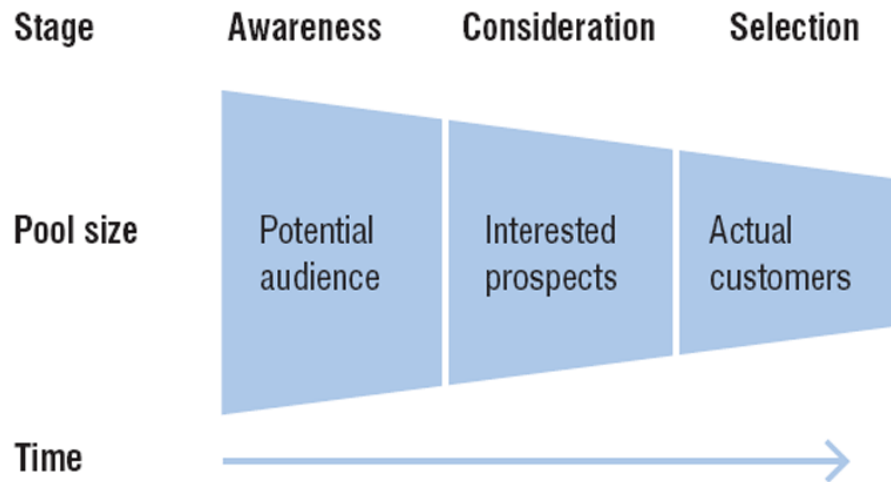 Stage Awareness Consideration Selection
Pool size
Potential
audience
Interested
prospects
Actual
customers
Time